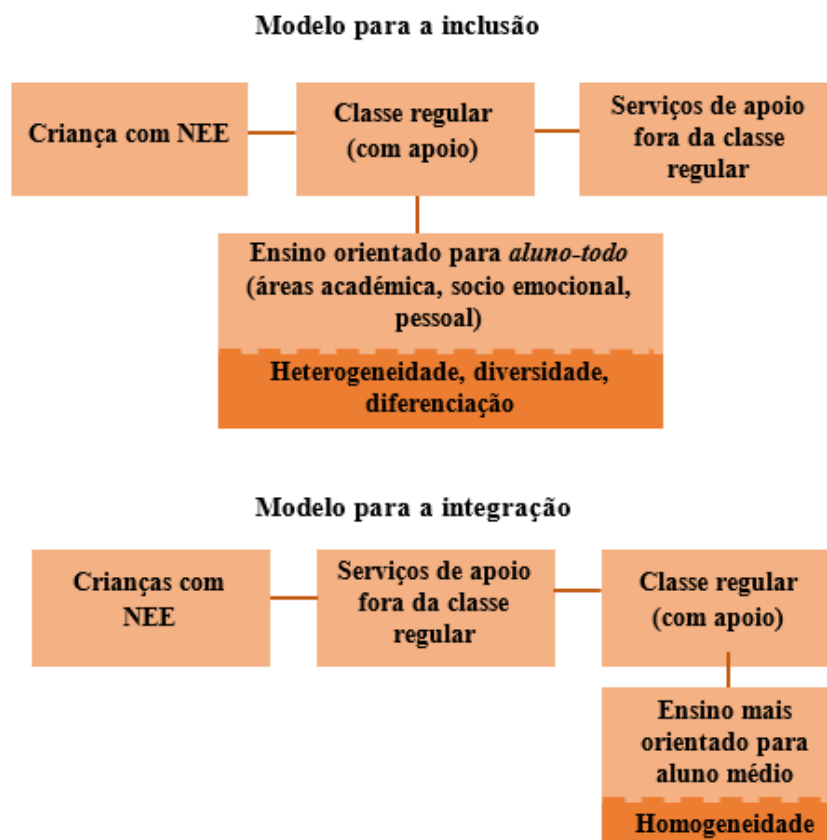 Modelo para a inclusão
Criança com NEE
Classe regular
(com apoio)
Serviços de apoio
fora da classe
regular
Ensino orientado para aluno-todo
(áreas académica, socio emocional,
pessoal)
Heterogeneidade, diversidade,
diferenciação
Modelo para a integração
Crianças com
NEE
Serviços de apoio
fora da classe
regular
Classe regular
(com apoio)
Ensino mais
orientado para
aluno médio
Homogeneidade